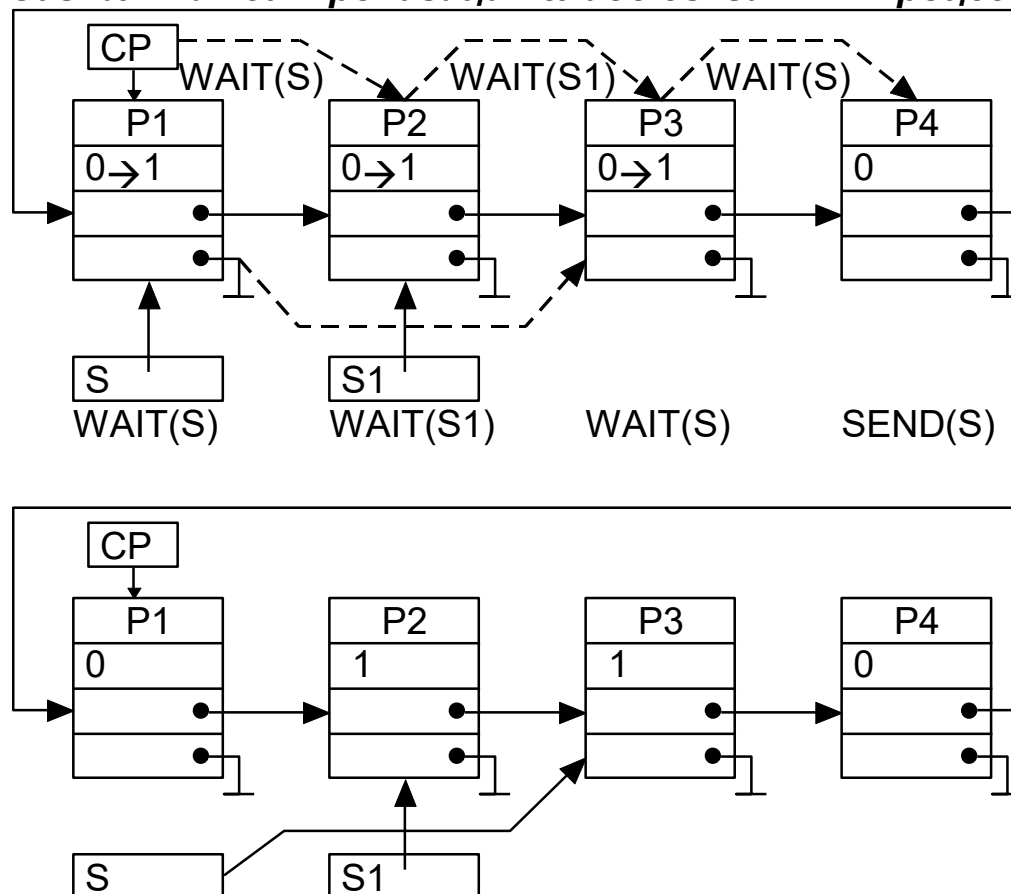 CP
WAIT(S) WAIT(S1) WAIT(S)
P1 P2 P3 P4
0→1 0→1 0→1 0
S S1
WAIT(S) WAIT(S1) WAIT(S) SEND(S)
CP
P1 P2 P3 P4
0 1 1 0
S S1